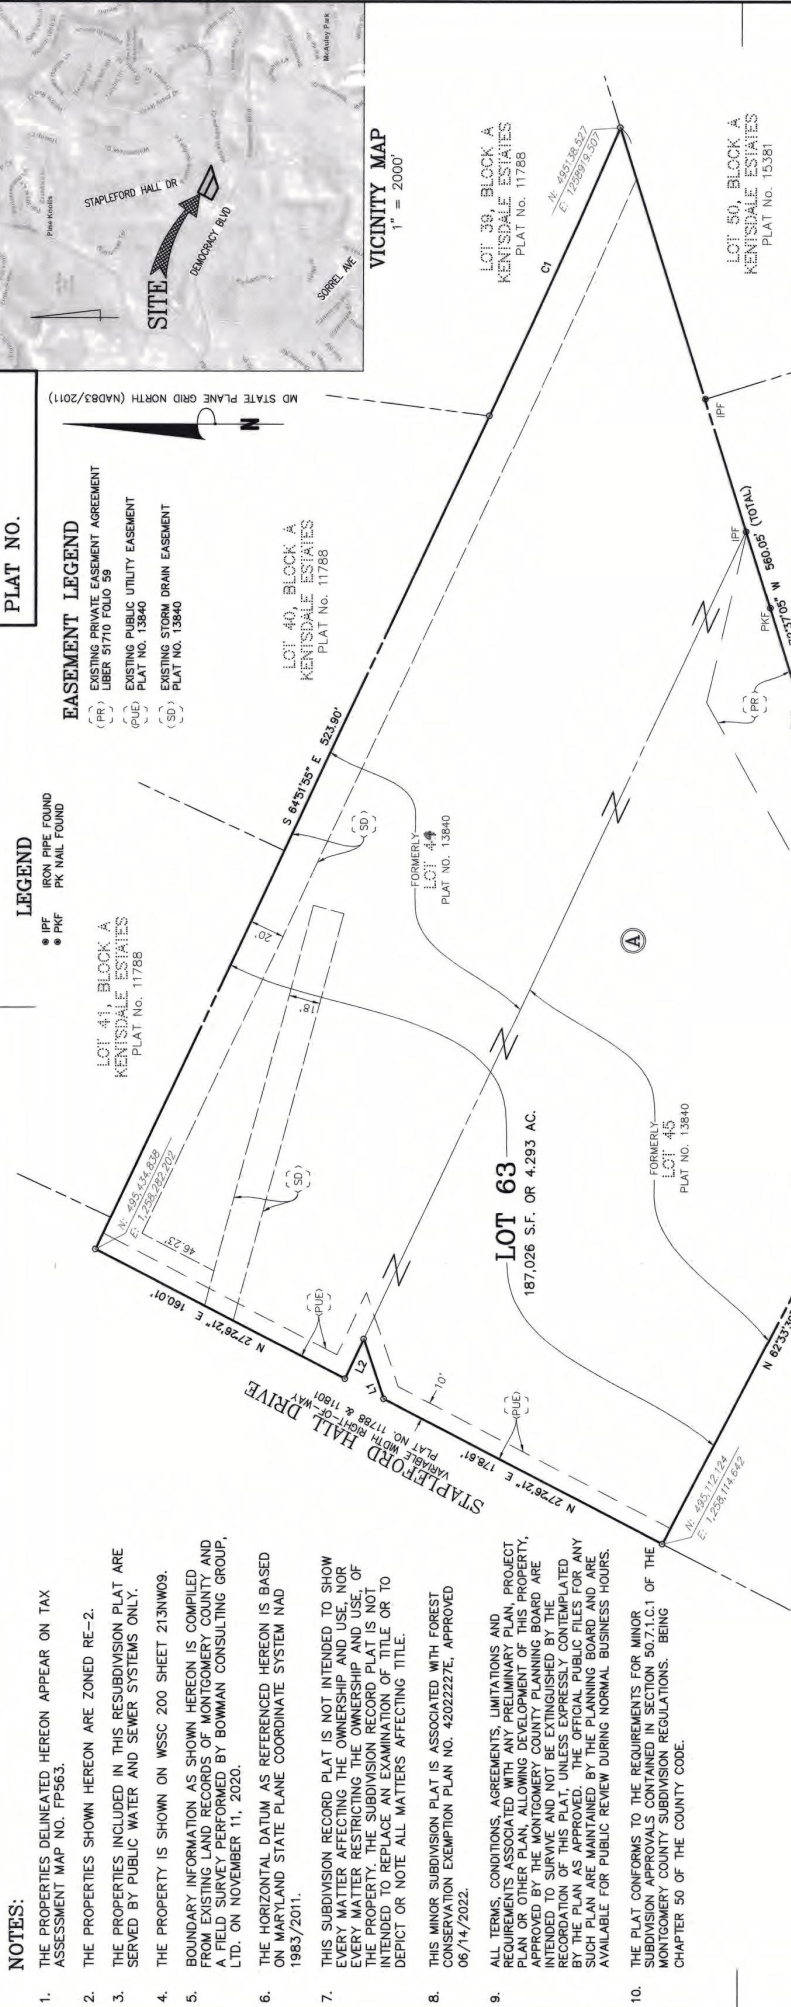 NOTES:
1. THE PROPERTIES DELINEATED HEREON APPEAR ON TAX
ASSESSMENT MAP NO. FP563.
2. THE PROPERTIES SHOWN HEREON ARE ZONED RE-2.
3. THE PROPERTIES INCLUDED IN THIS RESUBDIVISION PLAT ARE
SERVED BY PUBLIC WATER AND SEWER SYSTEMS ONLY.
4. THE PROPERTY IS SHOWN ON WSSC 200 SHEET 213NW09.
5. BOUNDARY INFORMATION AS SHOWN HEREON IS COMPILED
FROM EXISTING LAND RECORDS OF MONTGOMERY COUNTY AND
A FIELD SURVEY PERFORMED BY BOWMAN CONSULTING GROUP,
LTD. ON NOVEMBER 11, 2020.
6. THE HORIZONTAL DATUM AS REFERENCED HEREON IS BASED
ON MARYLAND STATE PLANE COORDINATE SYSTEM NAD
1983/2011.
7. THIS SUBDIVISION RECORD PLAT IS NOT INTENDED TO SHOW
EVERY MATTER AFFECTING THE OWNERSHIP AND USE, NOR
EVERY MATTER RESTRICTING THE OWNERSHIP AND USE, OF
THE PROPERTY. THE SUBDIVISION RECORD PLAT IS NOT
INTENDED TO REPLACE AN EXAMINATION OF TITLE OR TO
DEPICT OR NOTE ALL MATTERS AFFECTING TITLE.
8. THIS MINOR SUBDIVISION PLAT IS ASSOCIATED WITH FOREST
CONSERVATION EXEMPTION PLAN NO. 42022227E, APPROVED
06/14/2022.
9. ALL TERMS, CONDITIONS, AGREEMENTS, LIMITATIONS AND
REQUIREMENTS ASSOCIATED WITH ANY PRELIMINARY PLAN, PROJECT
PLAN OR OTHER PLAN, ALLOWING DEVELOPMENT OF THIS PROPERTY,
APPROVED BY THE MONTGOMERY COUNTY PLANNING BOARD ARE
INTENDED TO SURVIVE AND NOT BE EXTINGUISHED BY THE
RECORDATION OF THIS PLAT, UNLESS EXPRESSLY CONTEMPLATED
BY THE PLAN AS APPROVED. THE OFFICIAL PUBLIC FILES FOR ANY
SUCH PLAN ARE MAINTAINED BY THE PLANNING BOARD AND ARE
AVAILABLE FOR PUBLIC REVIEW DURING NORMAL BUSINESS HOURS.
10. THE PLAT CONFORMS TO THE REQUIREMENTS FOR MINOR
SUBDIVISION APPROVALS CONTAINED IN SECTION 50.7.1.C.1 OF THE
MONTGOMERY COUNTY SUBDIVISION REGULATIONS. BEING
CHAPTER 50 OF THE COUNTY CODE.
LEGEND
IPF IRON PIPE FOUND
PKF PK NAIL FOUND
PLAT NO.
EASEMENT LEGEND
(PR) EXISTING PRIVATE EASEMENT AGREEMENT
LIBER 51710 FOLIO 59
(PUE) EXISTING PUBLIC UTILITY EASEMENT
PLAT NO. 13840
(SD) EXISTING STORM DRAIN EASEMENT
PLAT NO. 13840
MD STATE PLANE GRID NORTH (NAD83/2011)
N
STAPLEFORD HALL DR
SITE
DEMOCRACY BLVD
SORREL AVE
Pine Knolls
McAuley Park
VICINITY MAP
1" = 2000'
LOT 41, BLOCK A
KENTSDALE ESTATES
PLAT No. 11788
LOT 40, BLOCK A
KENTSDALE ESTATES
PLAT No. 11788
LOT 39, BLOCK A
KENTSDALE ESTATES
PLAT No. 11788
LOT 50, BLOCK A
KENTSDALE ESTATES
PLAT No. 15381
N: 495,434.838
E: 1,258,282.202
N: 495138.527
E: 1258919.507
S 64°51'55" E 523.90'
C1
20'
18'
46.23'
(SD)
(SD)
N 27°26'21" E 160.01'
(PUE)
L2
L1
STAPLEFORD HALL DRIVE
VARIABLE WIDTH RIGHT-OF-WAY
PLAT NO. 11788 & 11801
10'
N 27°26'21" E 178.61'
(PUE)
N: 495,112.124
E: 1,258,114.642
FORMERLY
LOT 44
PLAT NO. 13840
LOT 63
187,026 S.F. OR 4.293 AC.
A
FORMERLY
LOT 45
PLAT NO. 13840
IPF
IPF
PKF
560.05' (TOTAL)
(PR)